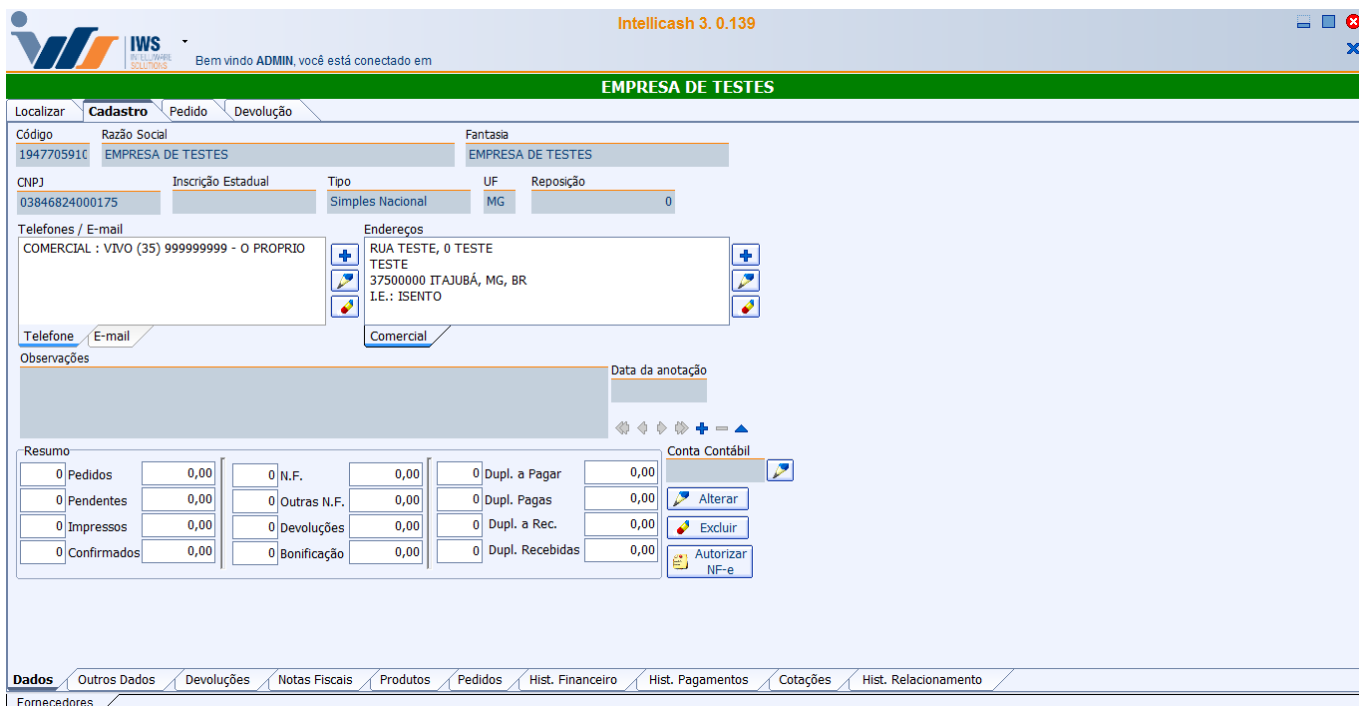 Intellicash 3. 0.139
IWS
INTELLIWARE
SOLUTIONS
Bem vindo ADMIN, você está conectado em
EMPRESA DE TESTES
Localizar Cadastro Pedido Devolução
Código Razão Social Fantasia
1947705910 EMPRESA DE TESTES EMPRESA DE TESTES
CNPJ Inscrição Estadual Tipo UF Reposição
03846824000175 Simples Nacional MG 0
Telefones / E-mail Endereços
COMERCIAL : VIVO (35) 999999999 - O PROPRIO RUA TESTE, 0 TESTE
TESTE
37500000 ITAJUBÁ, MG, BR
I.E.: ISENTO
Telefone E-mail Comercial
Observações
Data da anotação
Resumo Conta Contábil
0 Pedidos 0,00 0 N.F. 0,00 0 Dupl. a Pagar 0,00
0 Pendentes 0,00 0 Outras N.F. 0,00 0 Dupl. Pagas 0,00 Alterar
0 Impressos 0,00 0 Devoluções 0,00 0 Dupl. a Rec. 0,00 Excluir
0 Confirmados 0,00 0 Bonificação 0,00 0 Dupl. Recebidas 0,00 Autorizar
NF-e
Dados Outros Dados Devoluções Notas Fiscais Produtos Pedidos Hist. Financeiro Hist. Pagamentos Cotações Hist. Relacionamento
Fornecedores